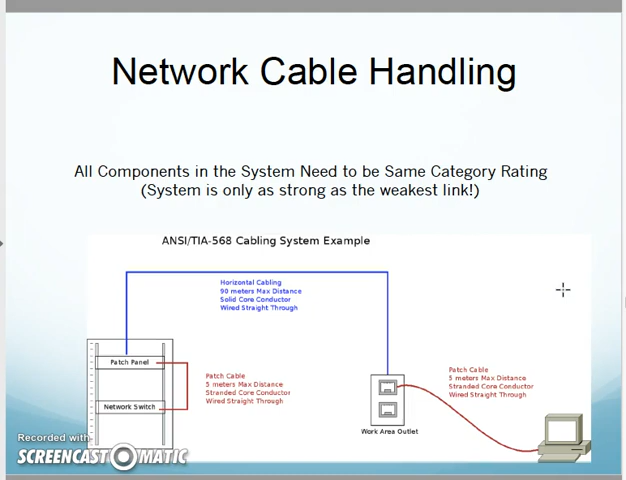 Network Cable Handling
All Components in the System Need to be Same Category Rating
(System is only as strong as the weakest link!)
ANSI/TIA-568 Cabling System Example
Horizontal Cabling
90 meters Max Distance
Solid Core Conductor
Wired Straight Through
Patch Panel
Patch Cable
5 meters Max Distance
Stranded Core Conductor
Wired Straight Through
Network Switch
Patch Cable
5 meters Max Distance
Stranded Core Conductor
Wired Straight Through
Work Area Outlet
Recorded with
SCREENCAST-O-MATIC